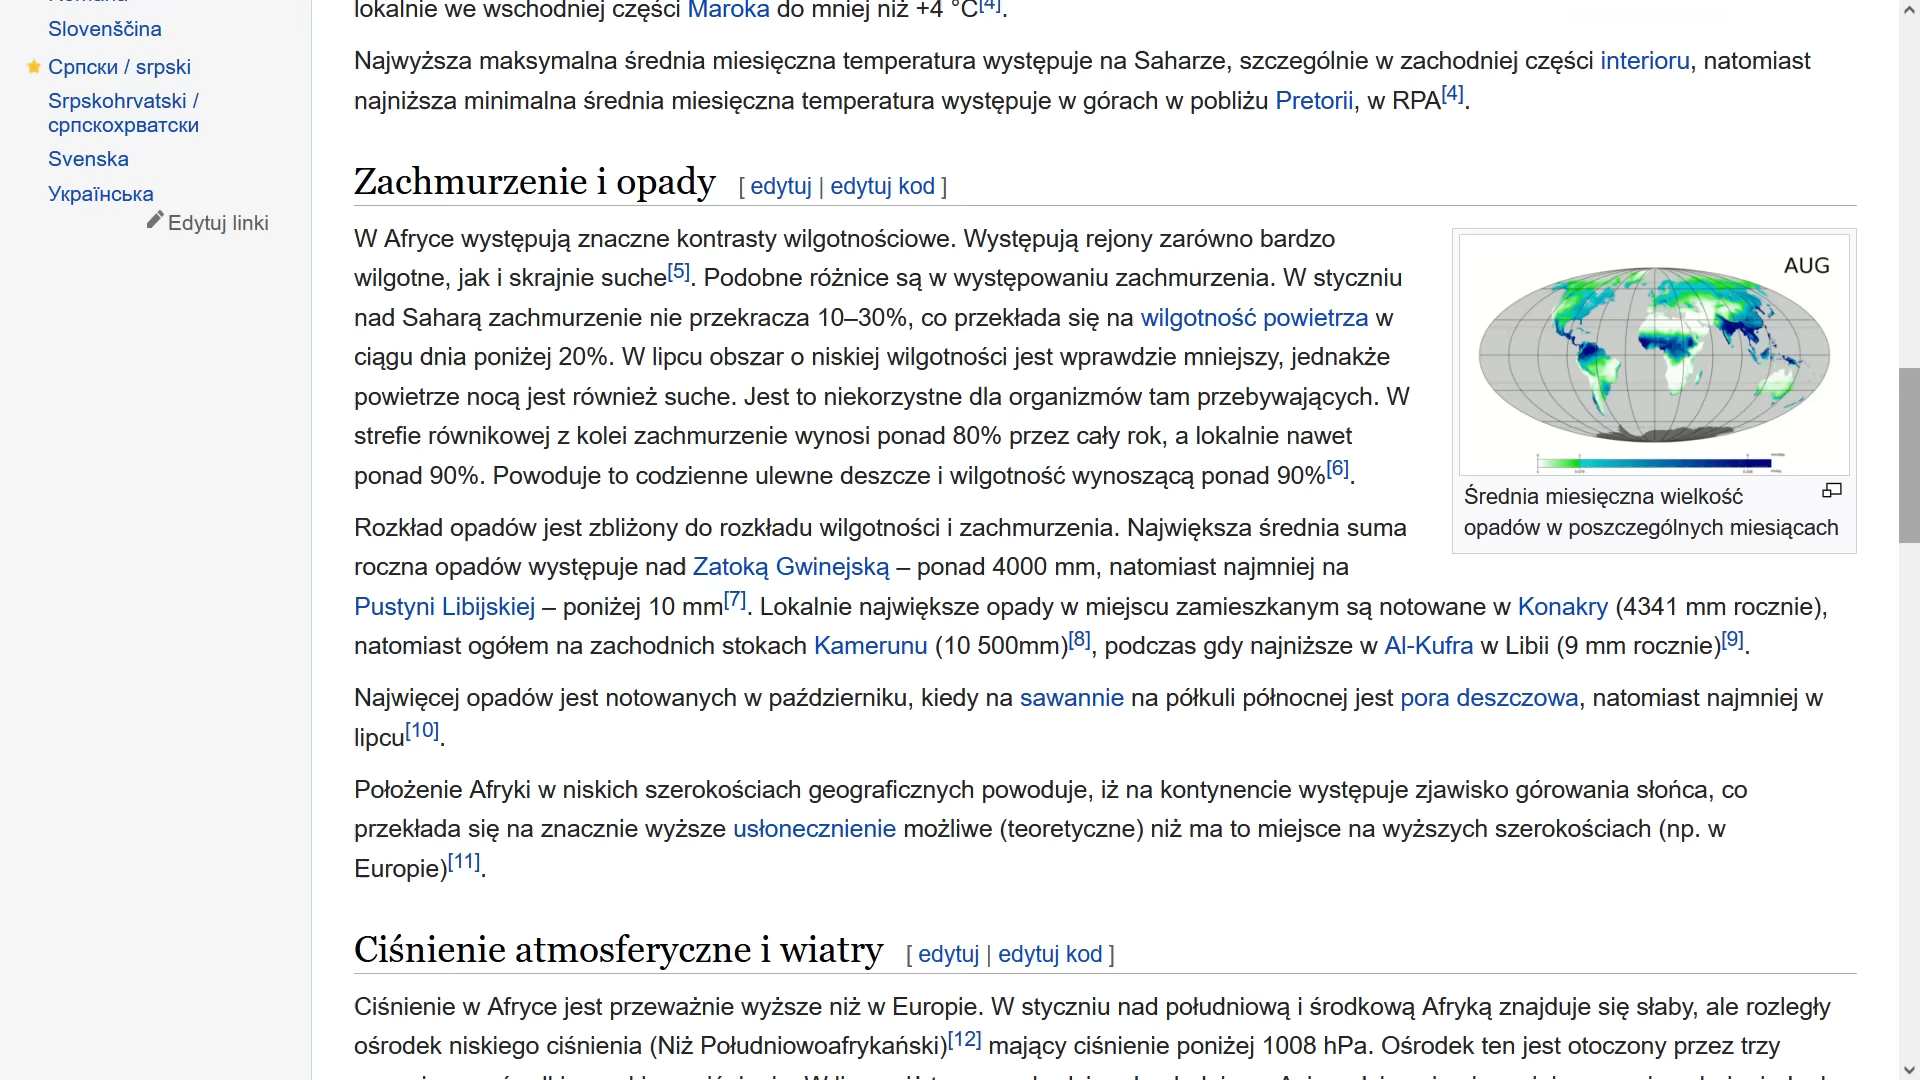 Slovenščina
Српски / srpski
Srpskohrvatski /
српскохрватски
Svenska
Українська
Edytuj linki
lokalnie we wschodniej części Maroka do mniej niż +4 °C[4].
Najwyższa maksymalna średnia miesięczna temperatura występuje na Saharze, szczególnie w zachodniej części interioru, natomiast
najniższa minimalna średnia miesięczna temperatura występuje w górach w pobliżu Pretorii, w RPA[4].
Zachmurzenie i opady [ edytuj | edytuj kod ]
W Afryce występują znaczne kontrasty wilgotnościowe. Występują rejony zarówno bardzo
wilgotne, jak i skrajnie suche[5]. Podobne różnice są w występowaniu zachmurzenia. W styczniu
nad Saharą zachmurzenie nie przekracza 10–30%, co przekłada się na wilgotność powietrza w
ciągu dnia poniżej 20%. W lipcu obszar o niskiej wilgotności jest wprawdzie mniejszy, jednakże
powietrze nocą jest również suche. Jest to niekorzystne dla organizmów tam przebywających. W
strefie równikowej z kolei zachmurzenie wynosi ponad 80% przez cały rok, a lokalnie nawet
ponad 90%. Powoduje to codzienne ulewne deszcze i wilgotność wynoszącą ponad 90%[6].
AUG
Średnia miesięczna wielkość
opadów w poszczególnych miesiącach
Rozkład opadów jest zbliżony do rozkładu wilgotności i zachmurzenia. Największa średnia suma
roczna opadów występuje nad Zatoką Gwinejską – ponad 4000 mm, natomiast najmniej na
Pustyni Libijskiej – poniżej 10 mm[7]. Lokalnie największe opady w miejscu zamieszkanym są notowane w Konakry (4341 mm rocznie),
natomiast ogółem na zachodnich stokach Kamerunu (10 500mm)[8], podczas gdy najniższe w Al-Kufra w Libii (9 mm rocznie)[9].
Najwięcej opadów jest notowanych w październiku, kiedy na sawannie na półkuli północnej jest pora deszczowa, natomiast najmniej w
lipcu[10].
Położenie Afryki w niskich szerokościach geograficznych powoduje, iż na kontynencie występuje zjawisko górowania słońca, co
przekłada się na znacznie wyższe usłonecznienie możliwe (teoretyczne) niż ma to miejsce na wyższych szerokościach (np. w
Europie)[11].
Ciśnienie atmosferyczne i wiatry [ edytuj | edytuj kod ]
Ciśnienie w Afryce jest przeważnie wyższe niż w Europie. W styczniu nad południową i środkową Afryką znajduje się słaby, ale rozległy
ośrodek niskiego ciśnienia (Niż Południowoafrykański)[12] mający ciśnienie poniżej 1008 hPa. Ośrodek ten jest otoczony przez trzy